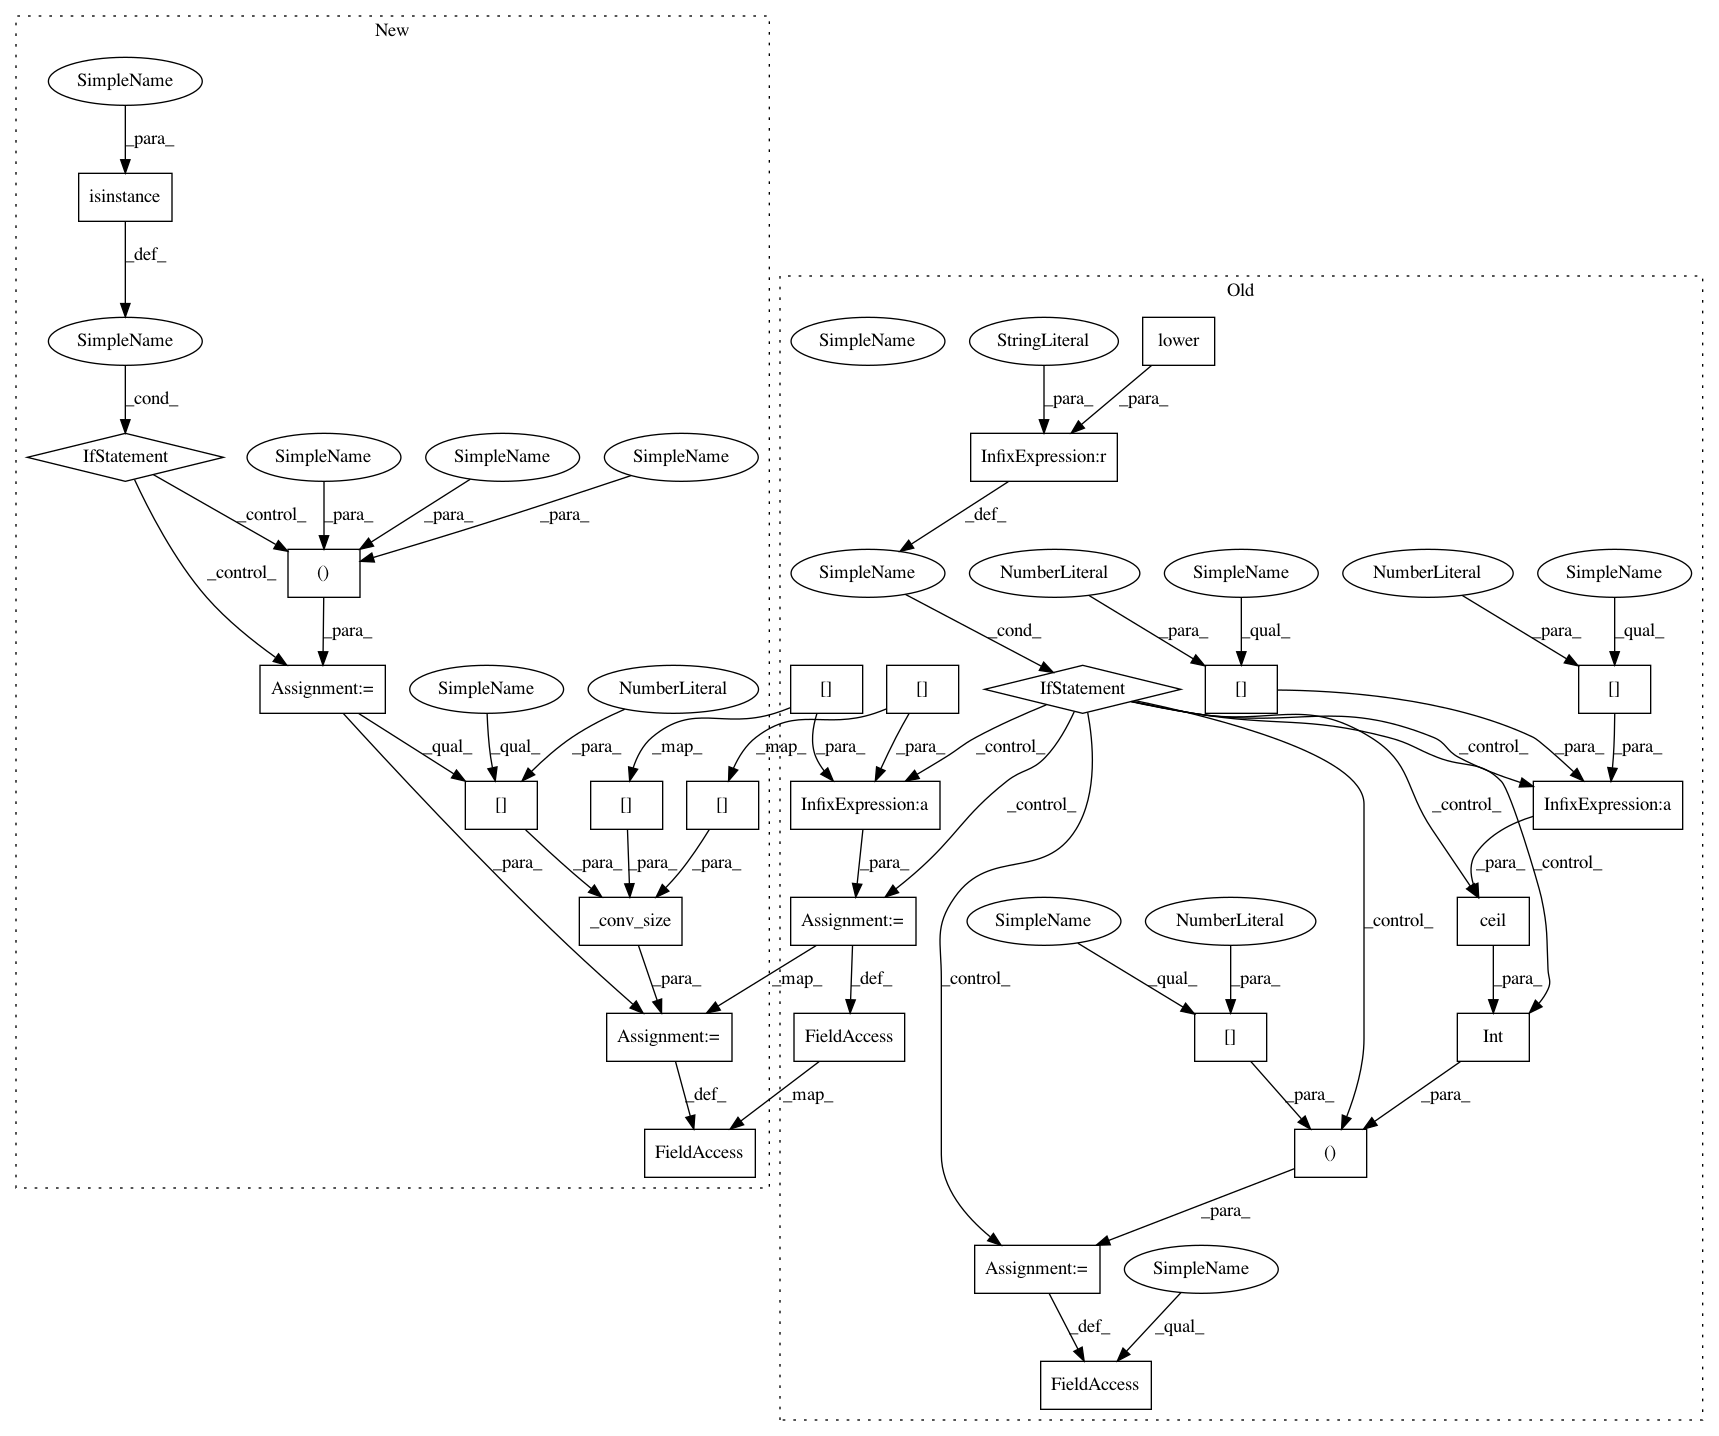 New
SimpleName
_para_
isinstance
_def_
Old
SimpleName
SimpleName
StringLiteral
lower
_cond_
_para_
_para_
IfStatement
SimpleName
SimpleName
SimpleName
InfixExpression:r
_control_
_para_
_para_
_para_
_def_
_control_
()
SimpleName
NumberLiteral
SimpleName
NumberLiteral
SimpleName
_para_
_cond_
_para_
_qual_
_para_
_qual_
Assignment:=
SimpleName
NumberLiteral
[]
[]
IfStatement
[]
[]
_qual_
_qual_
_para_
_map_
_map_
_para_
_para_
_control_
_control_
_para_
_para_
[]
[]
[]
InfixExpression:a
_control_
_control_
InfixExpression:a
_para_
_para_
_para_
_para_
_para_
_para_
_control_
_conv_size
Assignment:=
SimpleName
NumberLiteral
_control_
ceil
_para_
_map_
_def_
_control_
_qual_
_para_
_para_
Assignment:=
FieldAccess
[]
Int
_def_
_map_
_para_
_para_
FieldAccess
()
_para_
Assignment:=
SimpleName
_def_
_qual_
FieldAccess